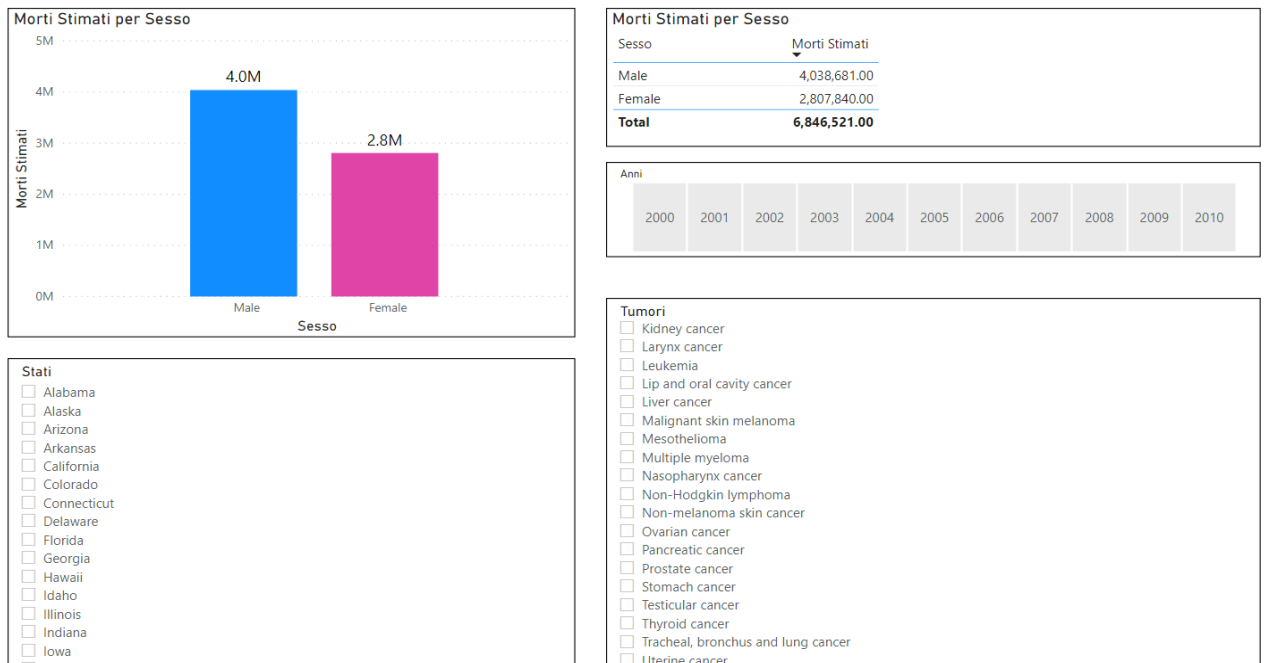 Morti Stimati per Sesso
5M
4M
3M
2M
1M
0M
Morti Stimati
4.0M
2.8M
Male Female
Sesso
Morti Stimati per Sesso
Sesso Morti Stimati
Male 4,038,681.00
Female 2,807,840.00
Total 6,846,521.00
Anni
2000 2001 2002 2003 2004 2005 2006 2007 2008 2009 2010
Stati
Alabama
Alaska
Arizona
Arkansas
California
Colorado
Connecticut
Delaware
Florida
Georgia
Hawaii
Idaho
Illinois
Indiana
Iowa
Tumori
Kidney cancer
Larynx cancer
Leukemia
Lip and oral cavity cancer
Liver cancer
Malignant skin melanoma
Mesothelioma
Multiple myeloma
Nasopharynx cancer
Non-Hodgkin lymphoma
Non-melanoma skin cancer
Ovarian cancer
Pancreatic cancer
Prostate cancer
Stomach cancer
Testicular cancer
Thyroid cancer
Tracheal, bronchus and lung cancer
Uterine cancer